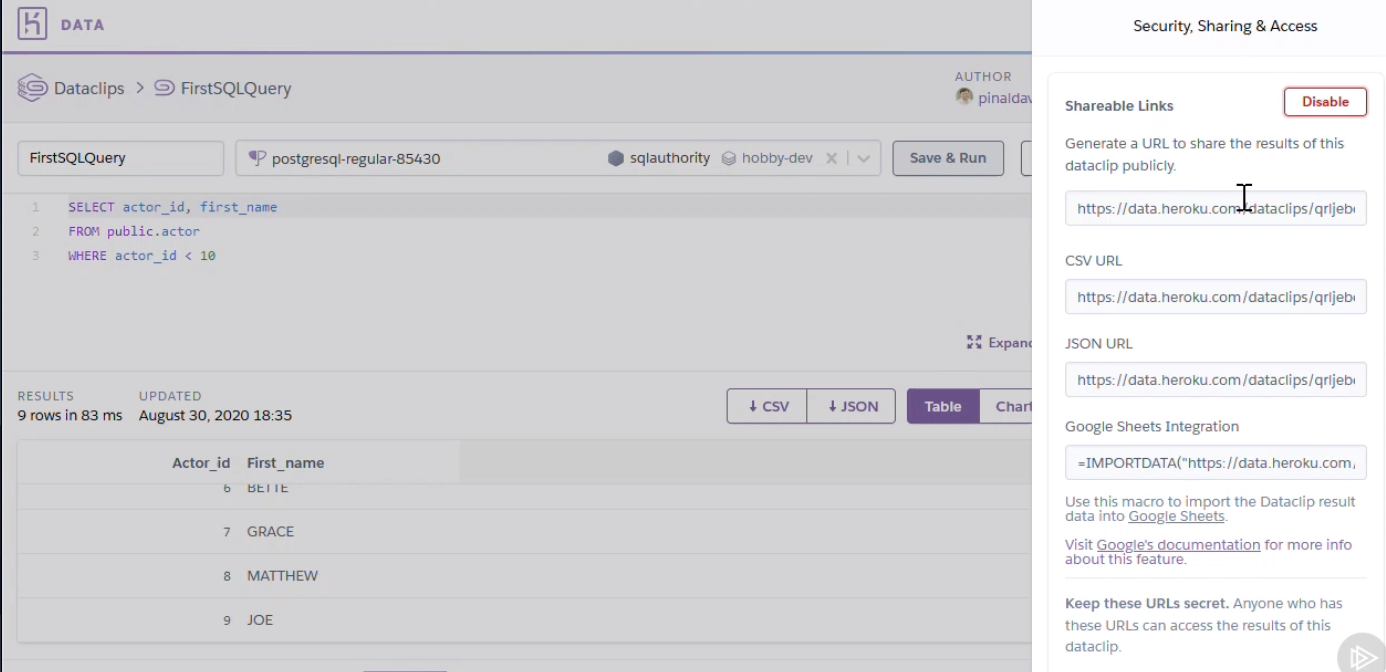 DATA
Dataclips > FirstSQLQuery
AUTHOR
FirstSQLQuery
postgresql-regular-85430
sqlauthority
hobby-dev
Save & Run
1 SELECT actor_id, first_name
2 FROM public.actor
3 WHERE actor_id < 10
RESULTS
9 rows in 83 ms
UPDATED
August 30, 2020 18:35
CSV
JSON
Table
Chart
Actor_id First_name
6 BETTE
7 GRACE
8 MATTHEW
9 JOE
Security, Sharing & Access
Shareable Links
Disable
Generate a URL to share the results of this
dataclip publicly.
https://data.heroku.com/dataclips/qrljeb
CSV URL
https://data.heroku.com/dataclips/qrljeb
JSON URL
https://data.heroku.com/dataclips/qrljeb
Google Sheets Integration
=IMPORTDATA("https://data.heroku.com
Use this macro to import the Dataclip result
data into Google Sheets.
Visit Google's documentation for more info
about this feature.
Keep these URLs secret. Anyone who has
these URLs can access the results of this
dataclip.